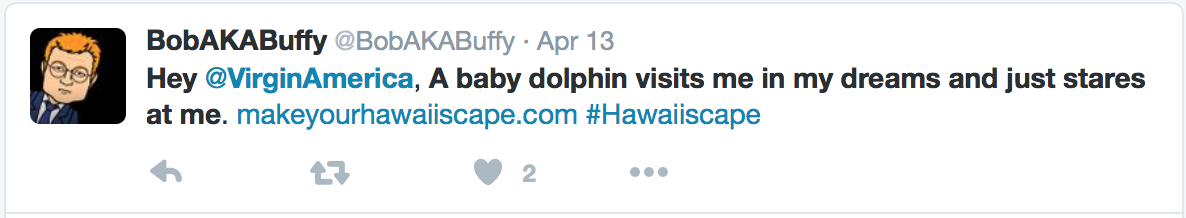 BobAKABuffy @BobAKABuffy · Apr 13
Hey @VirginAmerica, A baby dolphin visits me in my dreams and just stares
at me. makeyourhawaiiscape.com #Hawaiiscape
2